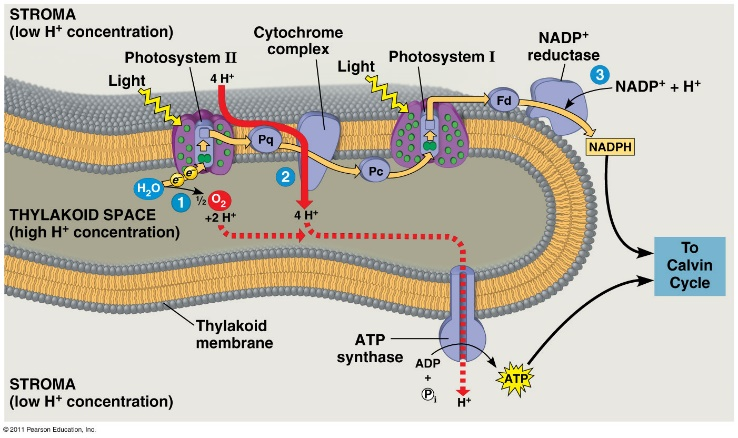 STROMA
(low H⁺ concentration)
Cytochrome
complex
NADP⁺
reductase
Photosystem II
Photosystem I
Light
4 H⁺
Light
3
NADP⁺ + H⁺
Fd
Pq
NADPH
e⁻
e⁻
2
Pc
H₂O
1
½
O₂
+2 H⁺
4 H⁺
THYLAKOID SPACE
(high H⁺ concentration)
To
Calvin
Cycle
Thylakoid
membrane
ATP
synthase
ADP
+
Pi
ATP
H⁺
STROMA
(low H⁺ concentration)
© 2011 Pearson Education, Inc.